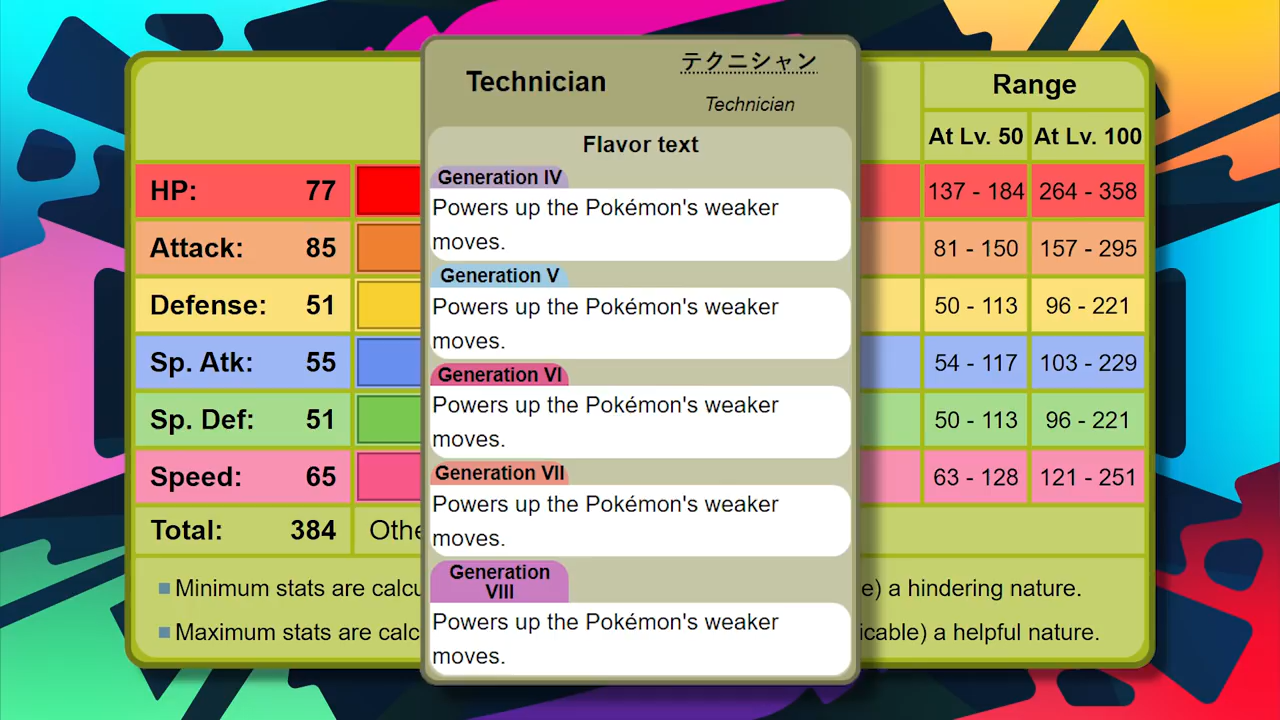 Technician
テクニシャン
Technician
Flavor text
Generation IV
Powers up the Pokémon's weaker
moves.
Generation V
Powers up the Pokémon's weaker
moves.
Generation VI
Powers up the Pokémon's weaker
moves.
Generation VII
Powers up the Pokémon's weaker
moves.
Generation
VIII
Powers up the Pokémon's weaker
moves.
Range
At Lv. 50 At Lv. 100
HP: 77 137 - 184 264 - 358
Attack: 85 81 - 150 157 - 295
Defense: 51 50 - 113 96 - 221
Sp. Atk: 55 54 - 117 103 - 229
Sp. Def: 51 50 - 113 96 - 221
Speed: 65 63 - 128 121 - 251
Total: 384
Minimum stats are a hindering nature.
Maximum stats are a helpful nature.